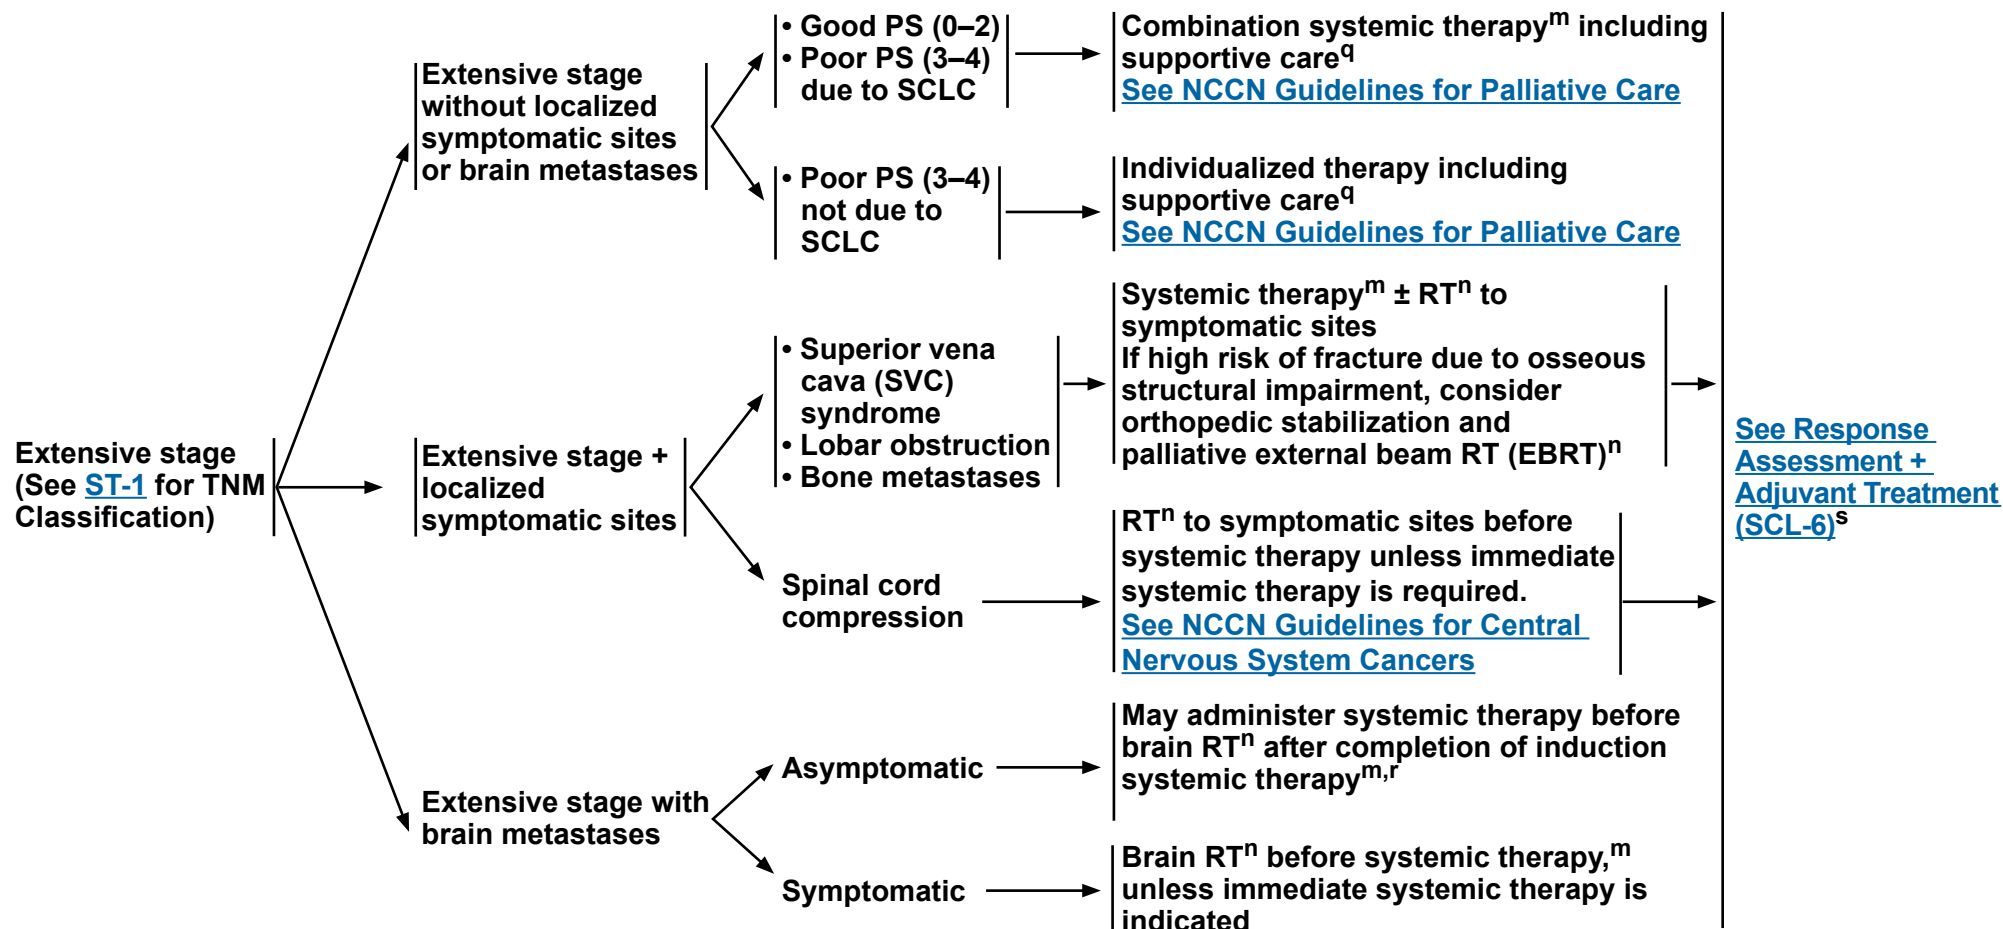 Extensive stage
(See ST-1 for TNM
Classification)
Extensive stage
without localized
symptomatic sites
or brain metastases
• Good PS (0–2)
• Poor PS (3–4)
due to SCLC
Combination systemic therapym including
supportive careq
See NCCN Guidelines for Palliative Care
• Poor PS (3–4)
not due to
SCLC
Individualized therapy including
supportive careq
See NCCN Guidelines for Palliative Care
Extensive stage +
localized
symptomatic sites
• Superior vena
cava (SVC)
syndrome
• Lobar obstruction
• Bone metastases
Systemic therapym ± RTn to
symptomatic sites
If high risk of fracture due to osseous
structural impairment, consider
orthopedic stabilization and
palliative external beam RT (EBRT)n
Spinal cord
compression
RTn to symptomatic sites before
systemic therapy unless immediate
systemic therapy is required.
See NCCN Guidelines for Central
Nervous System Cancers
Extensive stage with
brain metastases
Asymptomatic
May administer systemic therapy before
brain RTn after completion of induction
systemic therapym,r
Symptomatic
Brain RTn before systemic therapy,m
unless immediate systemic therapy is
indicated
See Response
Assessment +
Adjuvant Treatment
(SCL-6)s